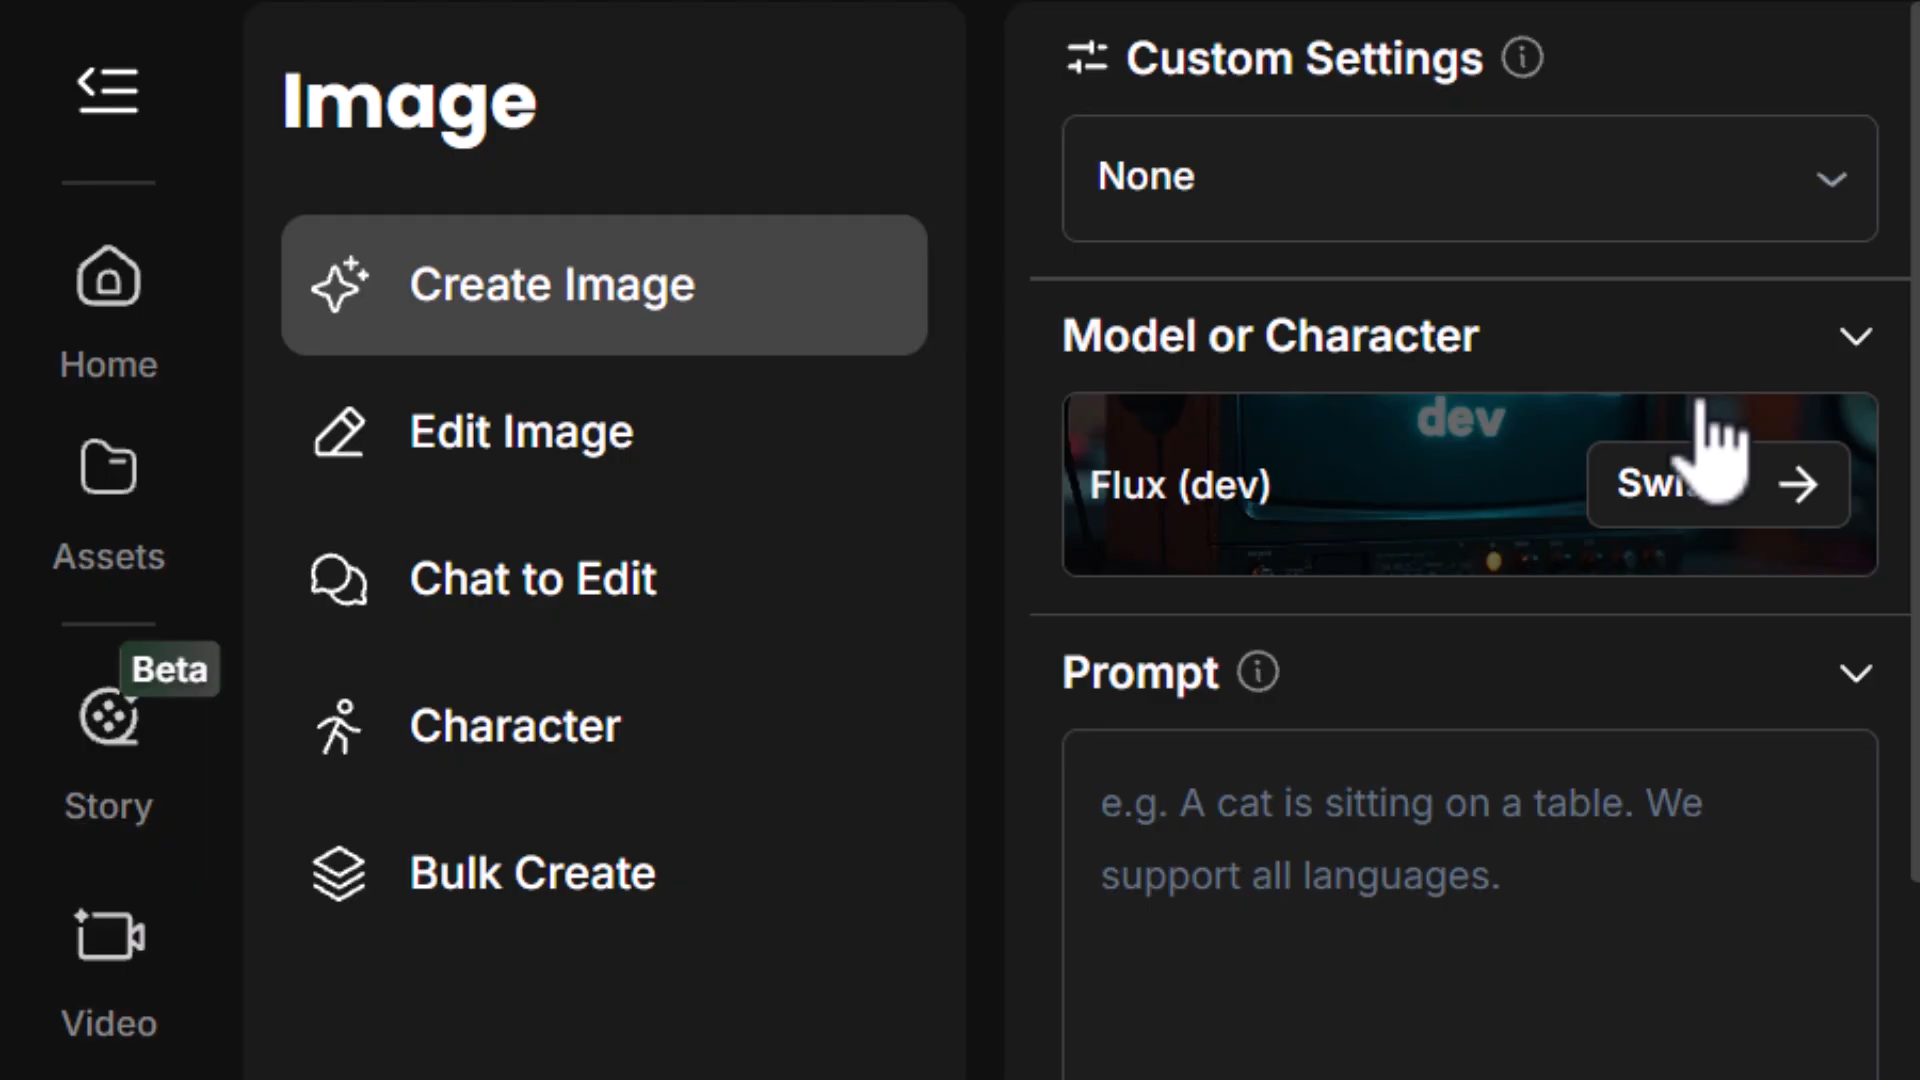 Home
Assets
Beta
Story
Video
Image
Create Image
Edit Image
Chat to Edit
Character
Bulk Create
Custom Settings
None
Model or Character
dev
Flux (dev)
Prompt
e.g. A cat is sitting on a table. We
support all languages.